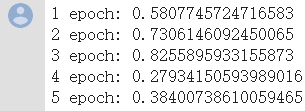 1 epoch: 0.5807745724716583
2 epoch: 0.7306146092450065
3 epoch: 0.8255895933155873
4 epoch: 0.27934150593989016
5 epoch: 0.38400738610059465